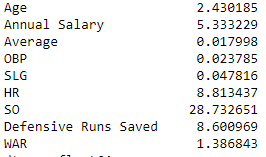 Age 2.430185
Annual Salary 5.333229
Average 0.017998
OBP 0.023785
SLG 0.047816
HR 8.813437
SO 28.732651
Defensive Runs Saved 8.600969
WAR 1.386843